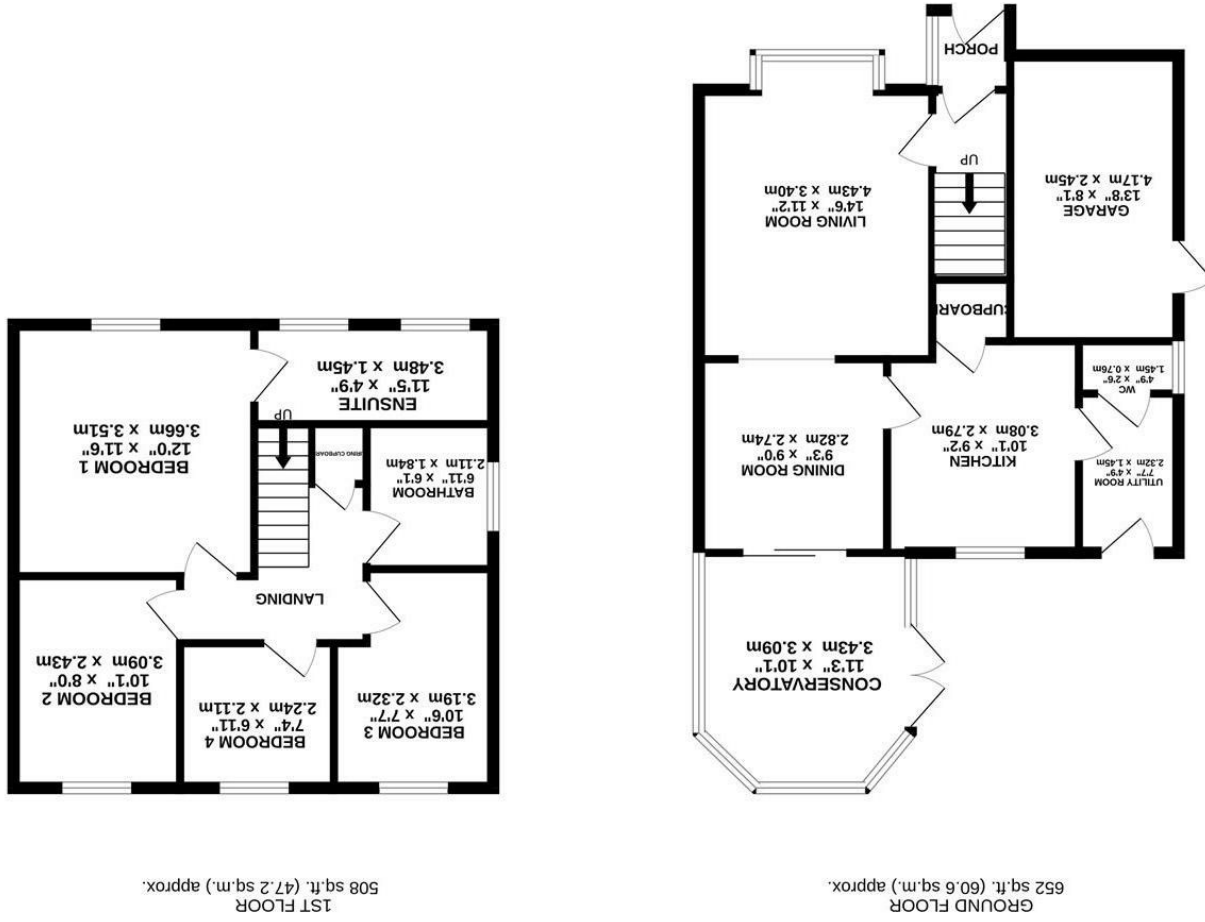 GROUND FLOOR
652 sq.ft. (60.6 sq.m.) approx.
CONSERVATORY
11'3" x 10'1"
3.43m x 3.09m
UTILITY ROOM
7'7" x 4'9"
2.32m x 1.45m
KITCHEN
10'1" x 9'2"
3.08m x 2.79m
DINING ROOM
9'3" x 9'0"
2.82m x 2.74m
WC
4'9" x 2'6"
1.45m x 0.76m
CUPBOARD
GARAGE
13'8" x 8'1"
4.17m x 2.45m
UP
LIVING ROOM
14'6" x 11'2"
4.43m x 3.40m
PORCH
1ST FLOOR
508 sq.ft. (47.2 sq.m.) approx.
BEDROOM 3
10'6" x 7'7"
3.19m x 2.32m
BEDROOM 4
7'4" x 6'11"
2.24m x 2.11m
BEDROOM 2
10'1" x 8'0"
3.09m x 2.43m
LANDING
BATHROOM
6'11" x 6'1"
2.11m x 1.84m
IRING CUPBOARD
UP
BEDROOM 1
12'0" x 11'6"
3.66m x 3.51m
ENSUITE
11'5" x 4'9"
3.48m x 1.45m